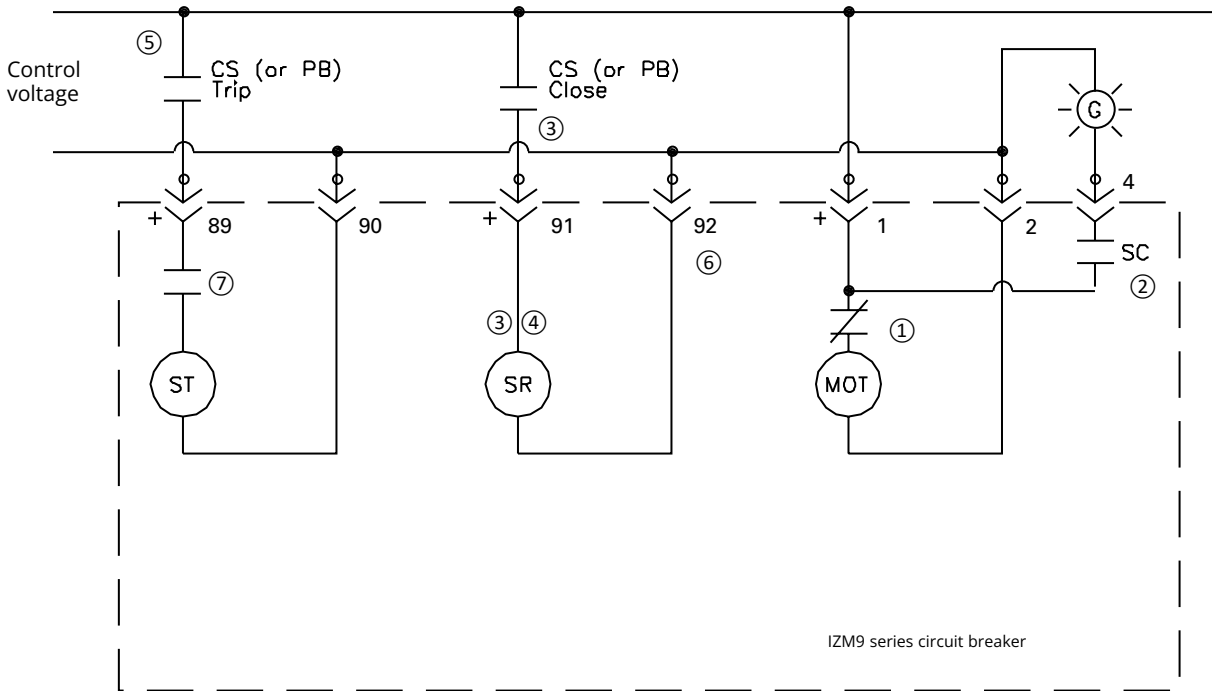 ⑤
Control
voltage
CS (or PB)
Trip
CS (or PB)
Close
③
G
4
+
89
90
+
91
92
+
1
2
⑦
⑥
SC
②
③ ④
①
ST
SR
MOT
IZM9 series circuit breaker